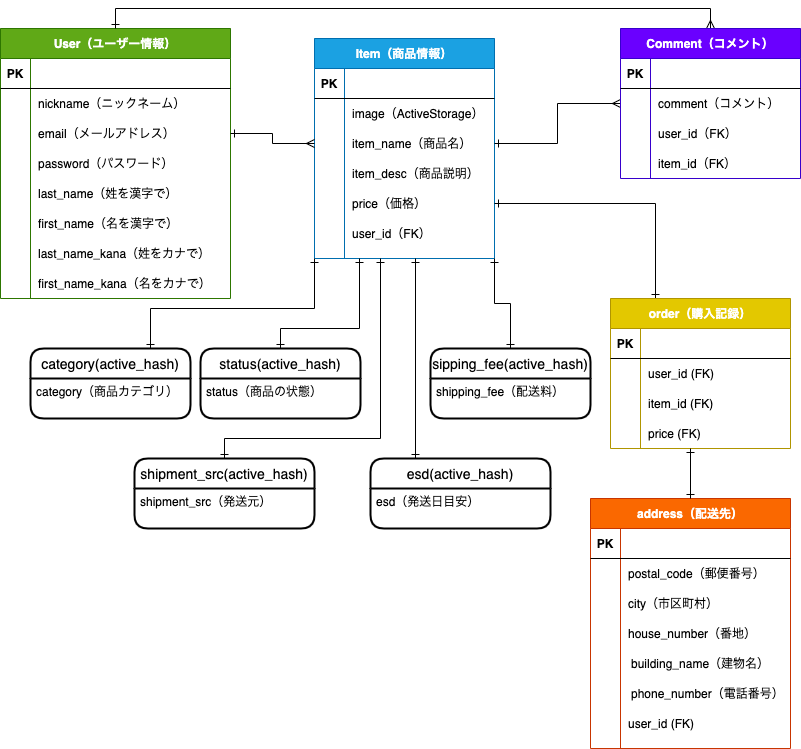 User（ユーザー情報）
PK
nickname（ニックネーム）
email（メールアドレス）
password（パスワード）
last_name（姓を漢字で）
first_name（名を漢字で）
last_name_kana（姓をカナで）
first_name_kana（名をカナで）
Item（商品情報）
PK
image（ActiveStorage）
item_name（商品名）
item_desc（商品説明）
price（価格）
user_id（FK）
Comment（コメント）
PK
comment（コメント）
user_id（FK）
item_id（FK）
category(active_hash)
category（商品カテゴリ）
status(active_hash)
status（商品の状態）
sipping_fee(active_hash)
shipping_fee（配送料）
shipment_src(active_hash)
shipment_src（発送元）
esd(active_hash)
esd（発送日目安）
order（購入記録）
PK
user_id (FK)
item_id (FK)
price (FK)
address（配送先）
PK
postal_code（郵便番号）
city（市区町村）
house_number（番地）
building_name（建物名）
phone_number（電話番号）
user_id (FK)